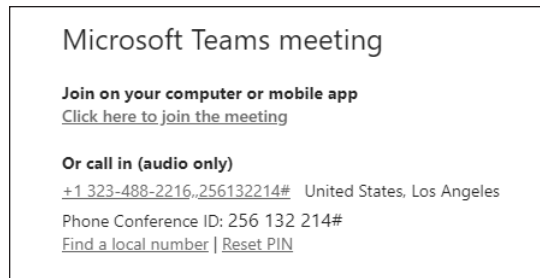 Microsoft Teams meeting
Join on your computer or mobile app
Click here to join the meeting
Or call in (audio only)
+1 323-488-2216,,256132214# United States, Los Angeles
Phone Conference ID: 256 132 214#
Find a local number | Reset PIN